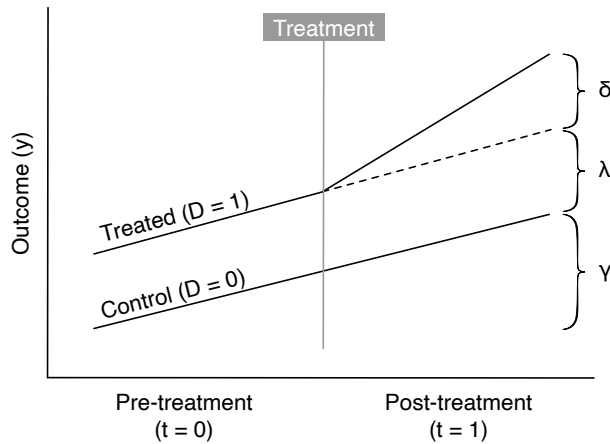 Treatment
Outcome (y)
Treated (D = 1)
Control (D = 0)
δ
λ
γ
Pre-treatment
(t = 0)
Post-treatment
(t = 1)